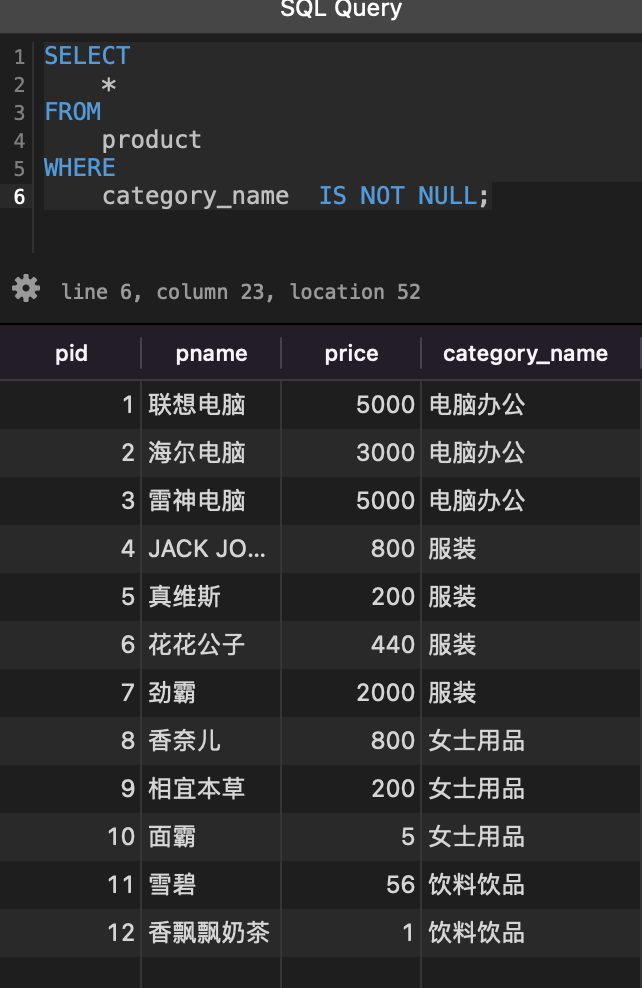 SQL Query
1 SELECT
2     *
3 FROM
4     product
5 WHERE
6     category_name  IS NOT NULL;
line 6, column 23, location 52
pid pname price category_name
1 联想电脑 5000 电脑办公
2 海尔电脑 3000 电脑办公
3 雷神电脑 5000 电脑办公
4 JACK JO... 800 服装
5 真维斯 200 服装
6 花花公子 440 服装
7 劲霸 2000 服装
8 香奈儿 800 女士用品
9 相宜本草 200 女士用品
10 面霸 5 女士用品
11 雪碧 56 饮料饮品
12 香飘飘奶茶 1 饮料饮品